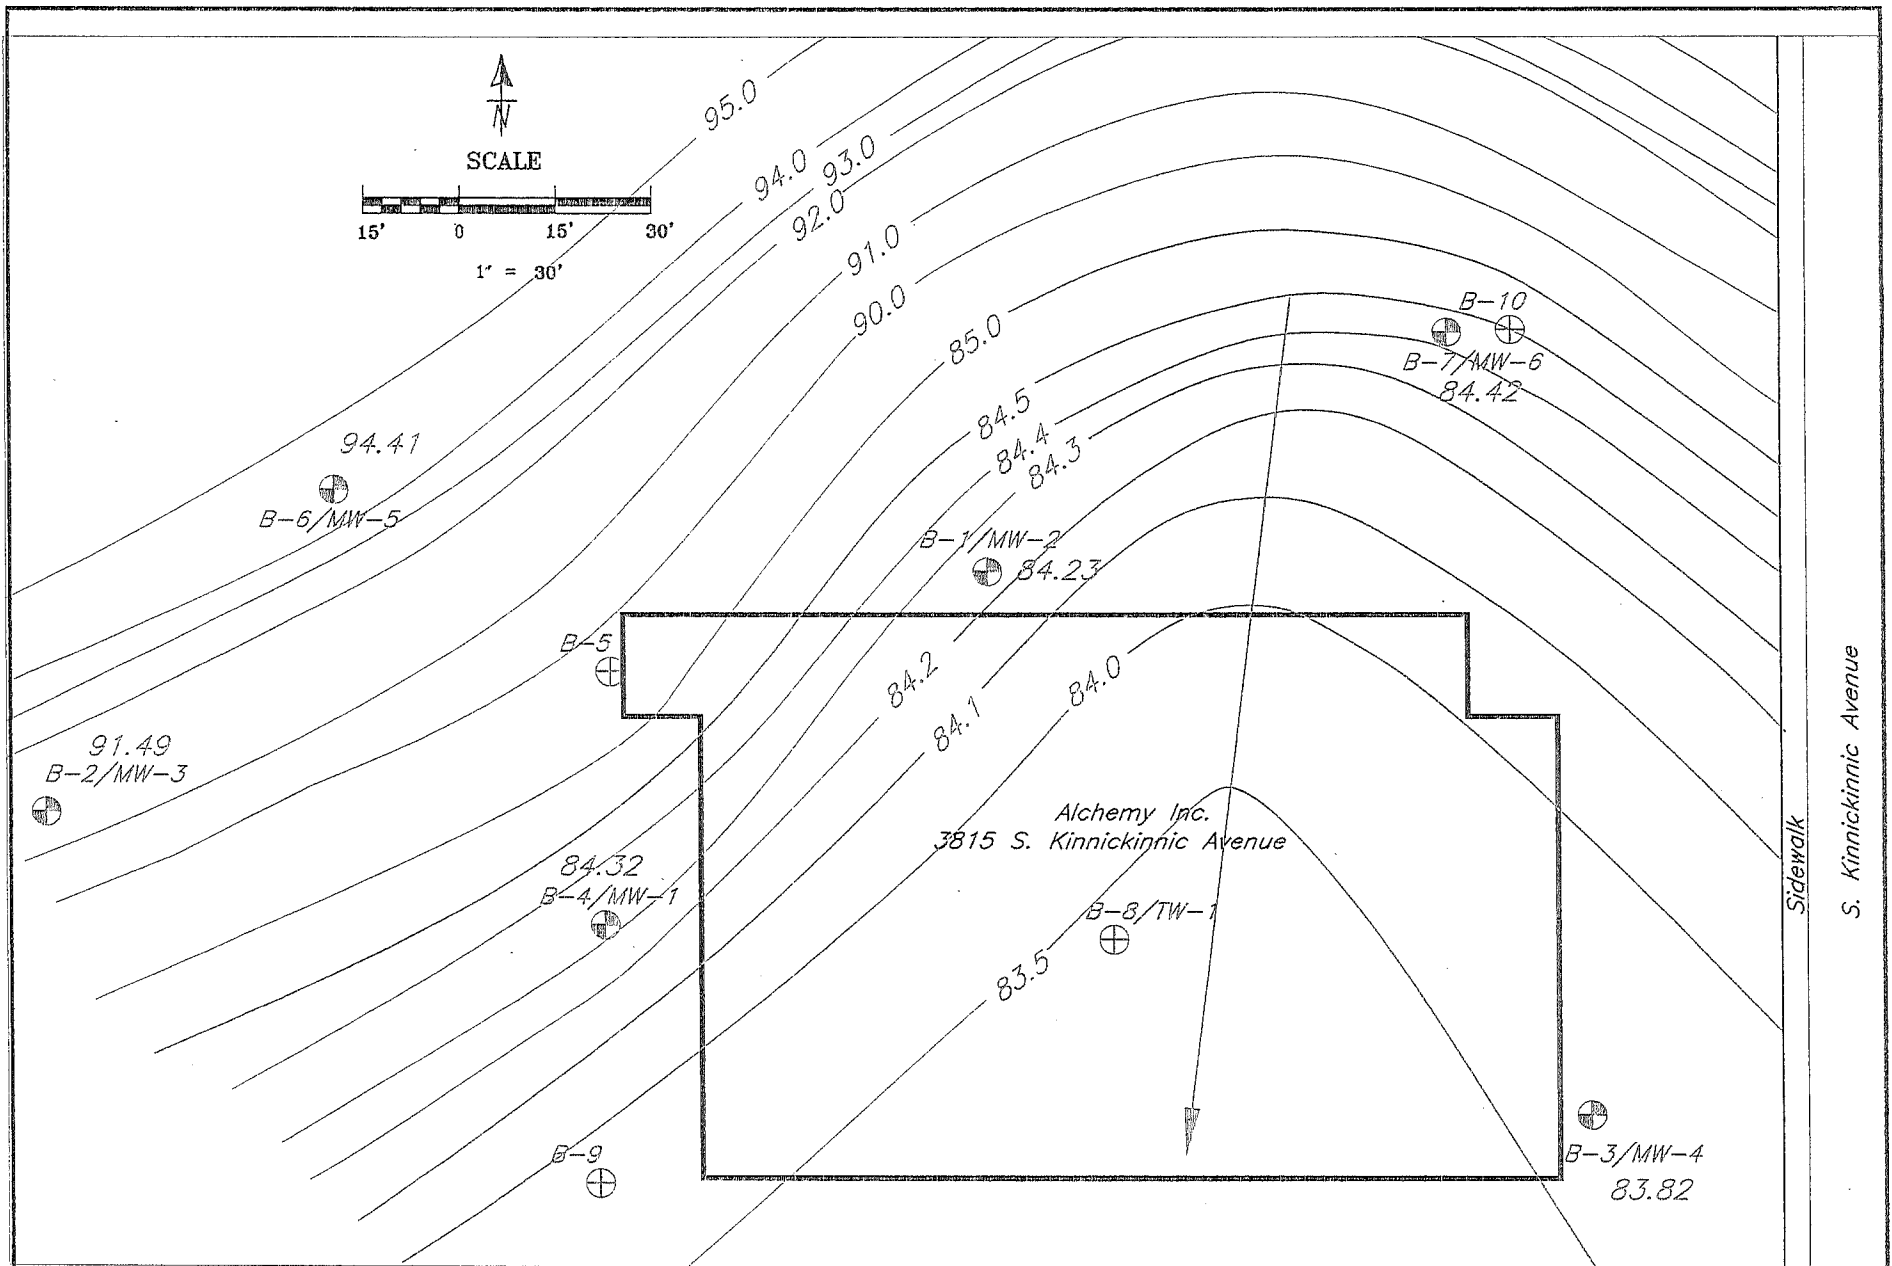 N
SCALE
15' 0 15' 30'
1" = 30'
95.0
94.0
93.0
92.0
91.0
90.0
85.0
84.5
84.4
84.3
84.2
84.1
84.0
83.5
B-10
B-7/MW-6
84.42
94.41
B-6/MW-5
B-1/MW-2
84.23
B-5
91.49
B-2/MW-3
84.32
B-4/MW-1
Alchemy Inc.
3815 S. Kinnickinnic Avenue
B-8/TW-1
B-9
B-3/MW-4
83.82
Sidewalk
S. Kinnickinnic Avenue